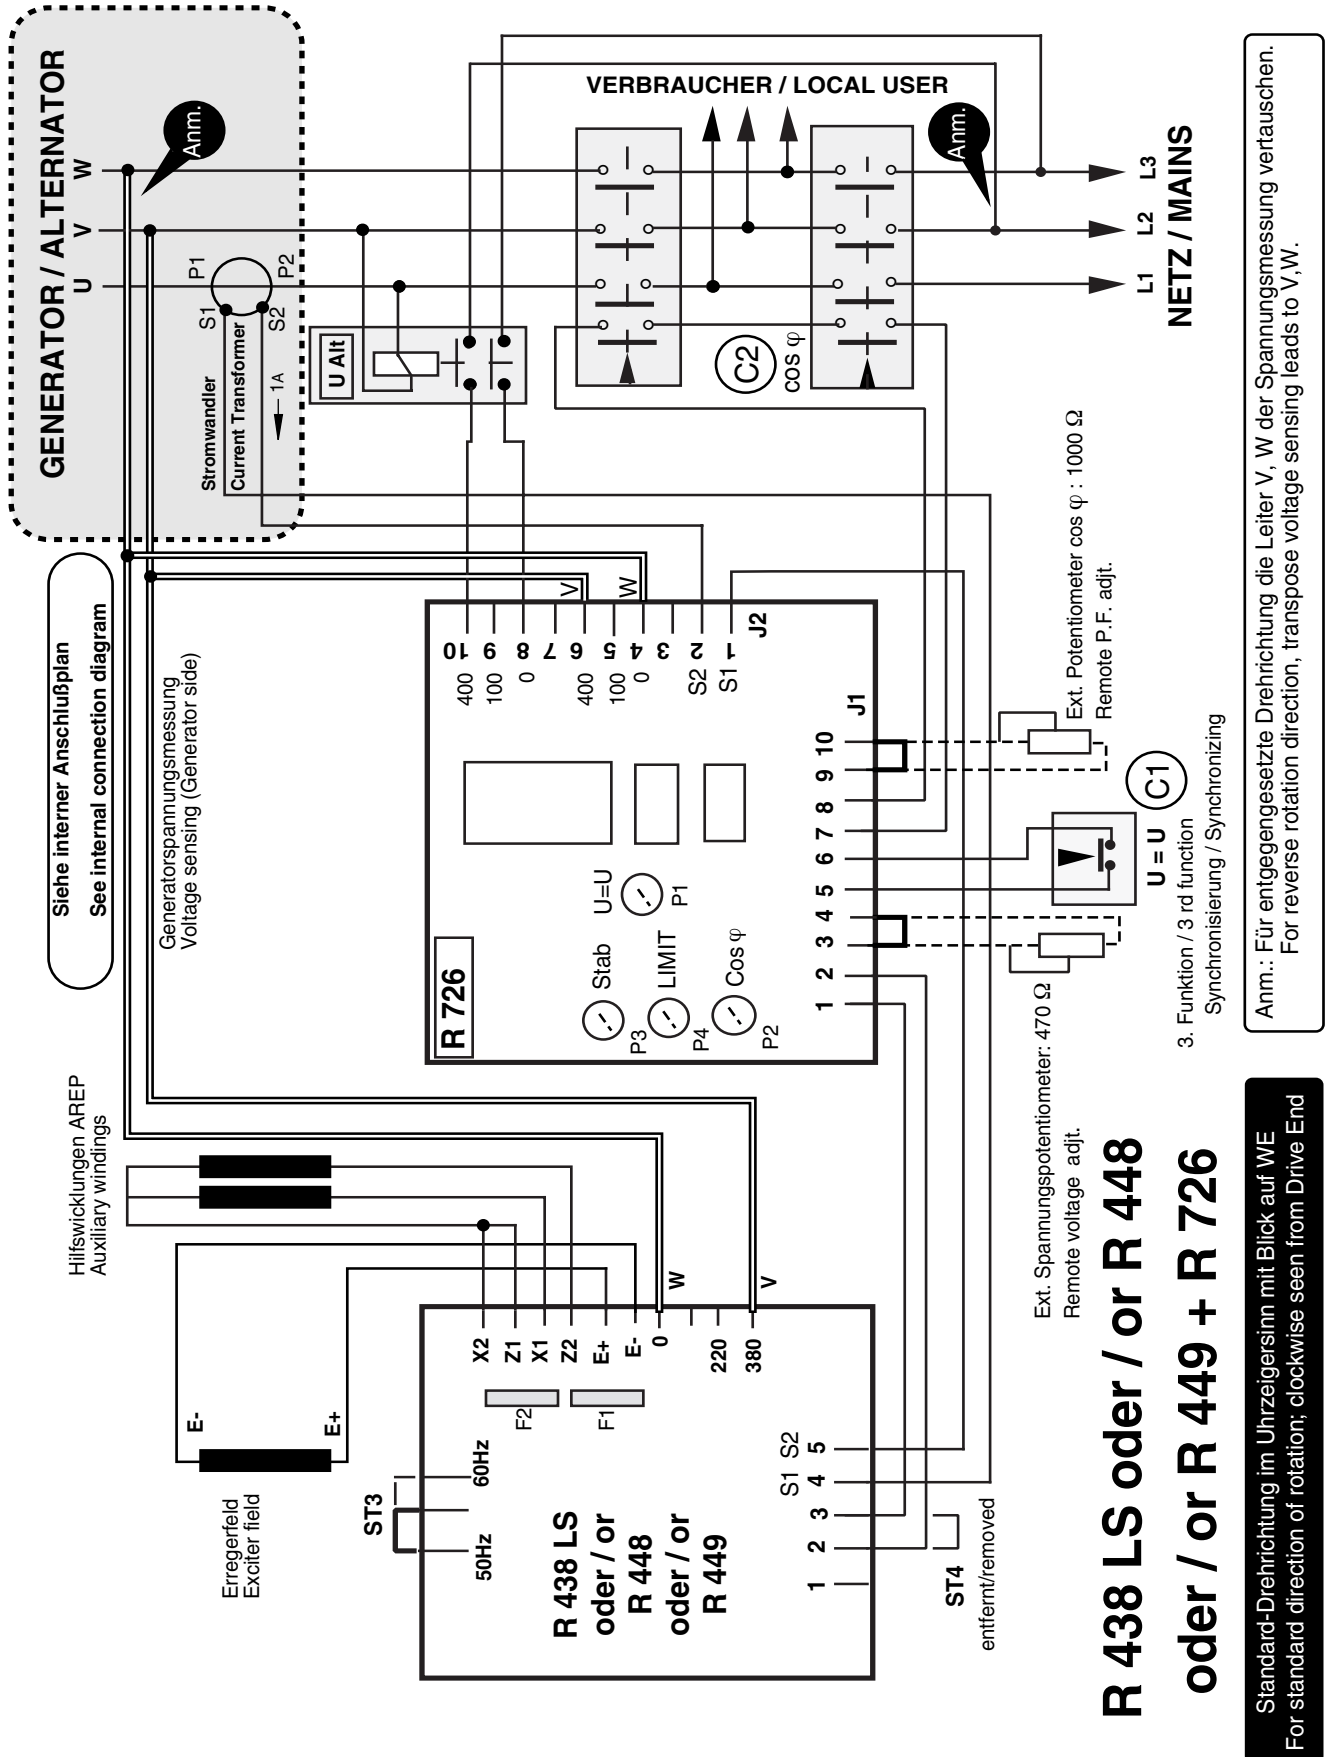 GENERATOR / ALTERNATOR
U
V
W
Anm.
P1
P2
S1
S2
Stromwandler
Current Transformer
1A
U Alt
VERBRAUCHER / LOCAL USER
Anm.
C2
cos φ
L1
L2
L3
NETZ / MAINS
Siehe interner Anschlußplan
See internal connection diagram
Generatorspannungsmessung
Voltage sensing (Generator side)
V
W
10
9
8
7
6
5
4
3
2
1
J2
400
100
0
400
100
0
S2
S1
R 726
Stab
P3
LIMIT
P4
Cos φ
P2
U=U
P1
J1
1
2
3
4
5
6
7
8
9
10
Ext. Potentiometer cos φ : 1000 Ω
Remote P.F. adjt.
C1
U = U
3. Funktion / 3 rd function
Synchronisierung / Synchronizing
Ext. Spannungspotentiometer: 470 Ω
Remote voltage adjt.
Hilfswicklungen AREP
Auxiliary windings
E-
E+
Erregerfeld
Exciter field
ST3
50Hz
60Hz
X2
Z1
X1
Z2
E+
E-
0
220
380
W
V
F2
F1
R 438 LS
oder / or
R 448
oder / or
R 449
S1
S2
1
2
3
4
5
ST4
entfernt/removed
R 438 LS oder / or R 448
oder / or R 449 + R 726
Standard-Drehrichtung im Uhrzeigersinn mit Blick auf WE
For standard direction of rotation; clockwise seen from Drive End
Anm.: Für entgegengesetzte Drehrichtung die Leiter V, W der Spannungsmessung vertauschen.
For reverse rotation direction, transpose voltage sensing leads to V,W.